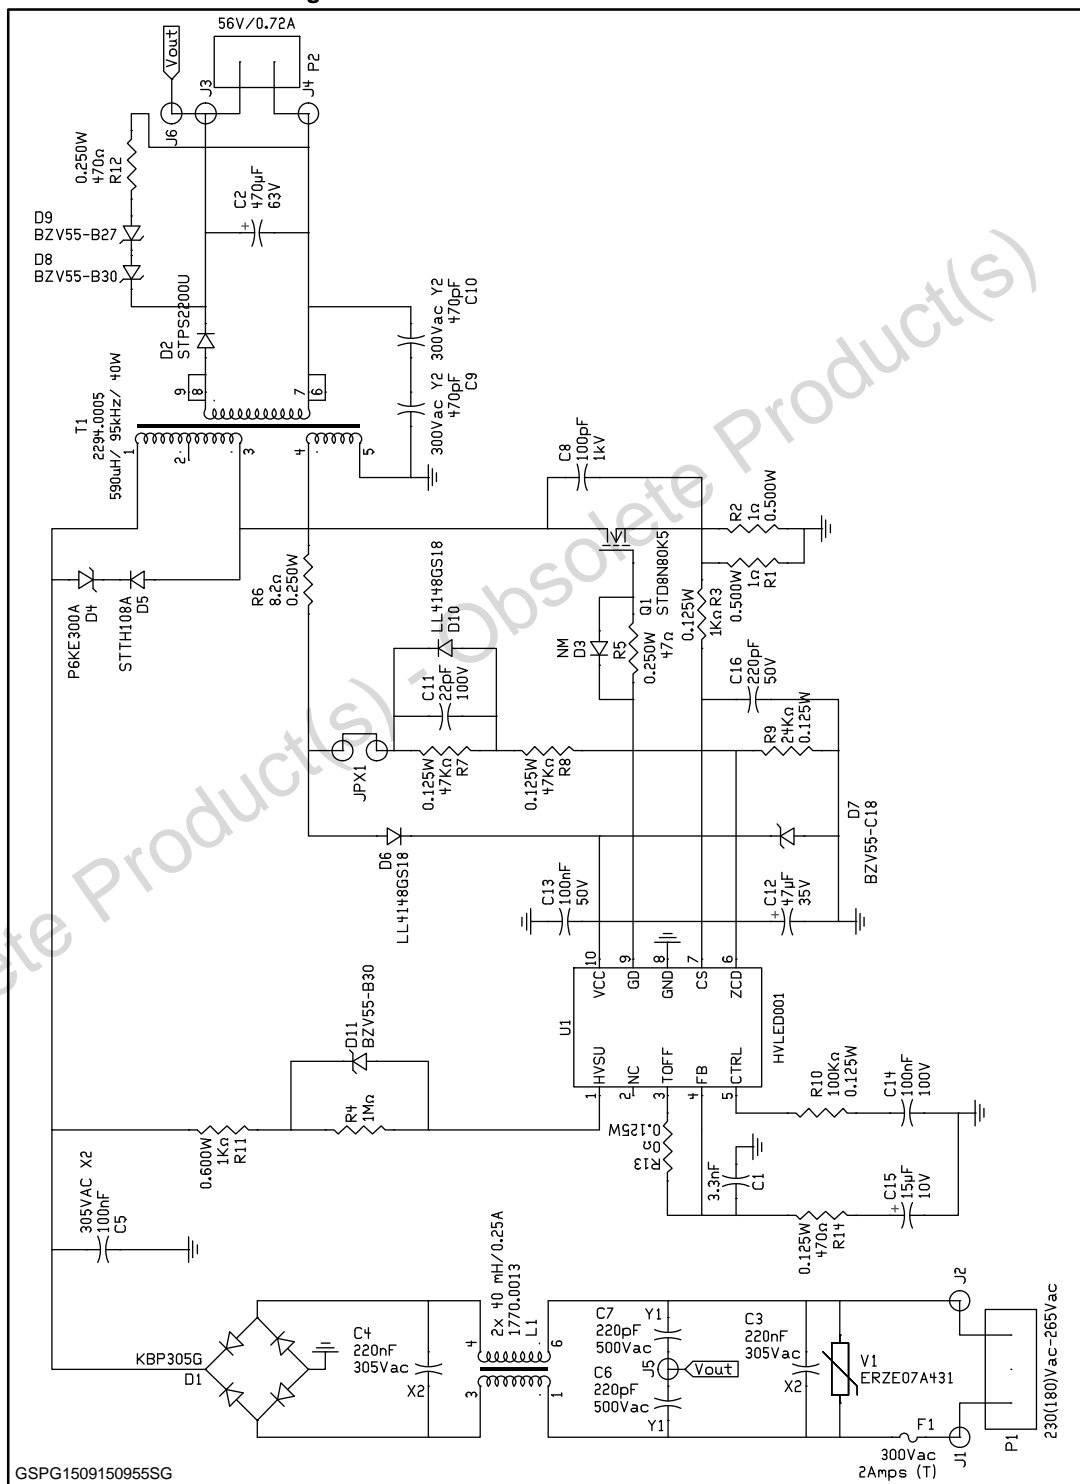 56V/0.72A
Vout
P2
J3
J4
J6
0.250W
470Ω
R12
D9
BZV55-B27
D8
BZV55-B30
C2
470µF
63V
+
D2
STPS2200U
300Vac Y2
470pF
C10
300Vac Y2
470pF
C9
T1
2294.0005
590uH/ 95kHz/ 40W
1
2
3
4
5
9
8
7
6
C8
100pF
1kV
R2
1Ω
0.500W
0.500W
1Ω
R1
Q1
STD8N80K5
0.125W
1KΩ R3
P6KE300A
D4
STTH108A
D5
R6
8.2Ω
0.250W
LL4148GS18
D10
C11
22pF
100V
NM
D3
R5
0.250W
47Ω
C16
220pF
50V
JPX1
0.125W
47KΩ
R7
0.125W
47KΩ
R8
R9
24KΩ
0.125W
D6
LL4148GS18
D7
BZV55-C18
C13
100nF
50V
C12
47µF
35V
+
U1
HVLED001
VCC 10
GD 9
GND 8
CS 7
ZCD 6
HVSU 1
NC 2
TOFF 3
FB 4
CTRL 5
D11
BZV55-B30
R4
1MΩ
0.600W
1KΩ
R11
R13
0Ω
0.125W
3.3nF
C1
R10
100KΩ
0.125W
C14
100nF
100V
C15
15µF
10V
+
0.125W
470Ω
R14
305VAC X2
100nF
C5
KBP305G
D1
C4
220nF
305Vac
X2
2x 40 mH/0.25A
1770.0013
L1
4
3
6
1
C7
220pF
500Vac
Y1
J5
Vout
C6
220pF
500Vac
Y1
C3
220nF
305Vac
X2
V1
ERZE07A431
J2
J1
F1
300Vac
2Amps (T)
P1
230(180)Vac-265Vac
GSPG1509150955SG
Product(s) - Obsolete Product(s)